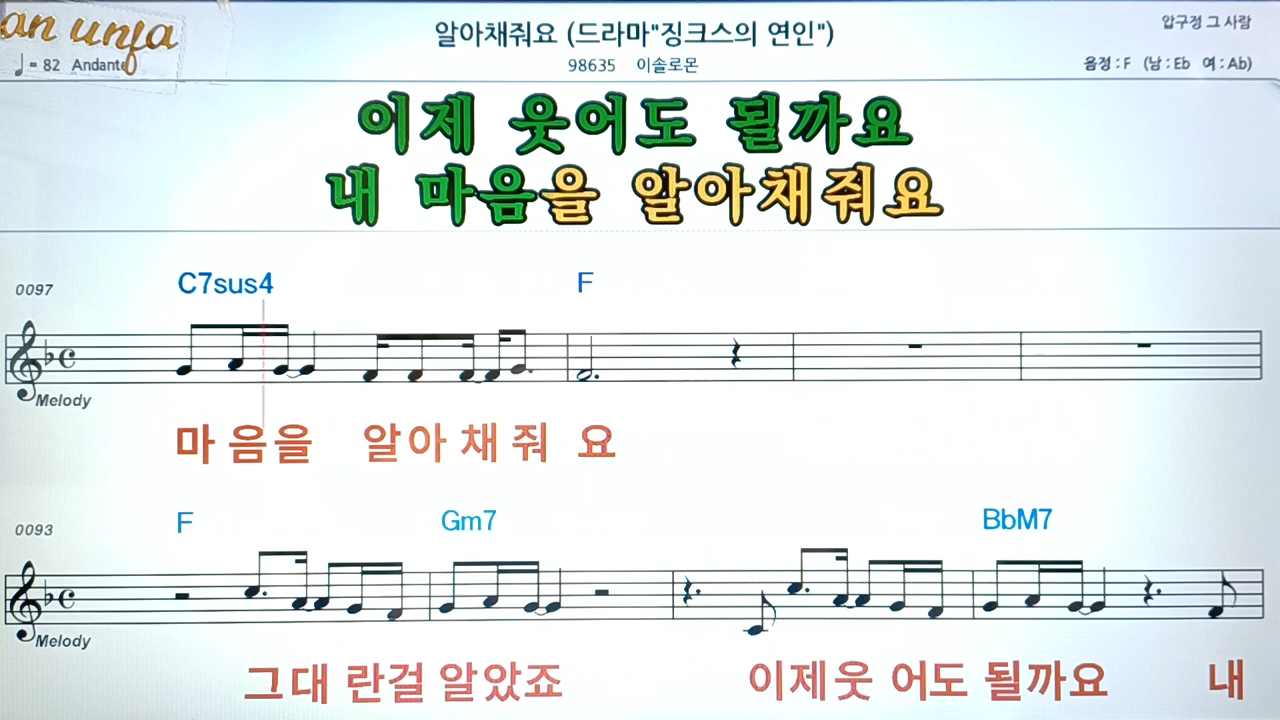 an unfa
알아채줘요 (드라마"징크스의 연인")
압구정 그 사람
♩= 82 Andante
98635 이솔로몬
음정 : F (남 : Eb 여 : Ab)
이제 웃어도 될까요
내 마음을 알아채줘요
0097
C7sus4 F
Melody
마 음을 알아 채 줘 요
0093
F Gm7 BbM7
Melody
그대 란걸 알았죠 이제웃 어도 될까요 내